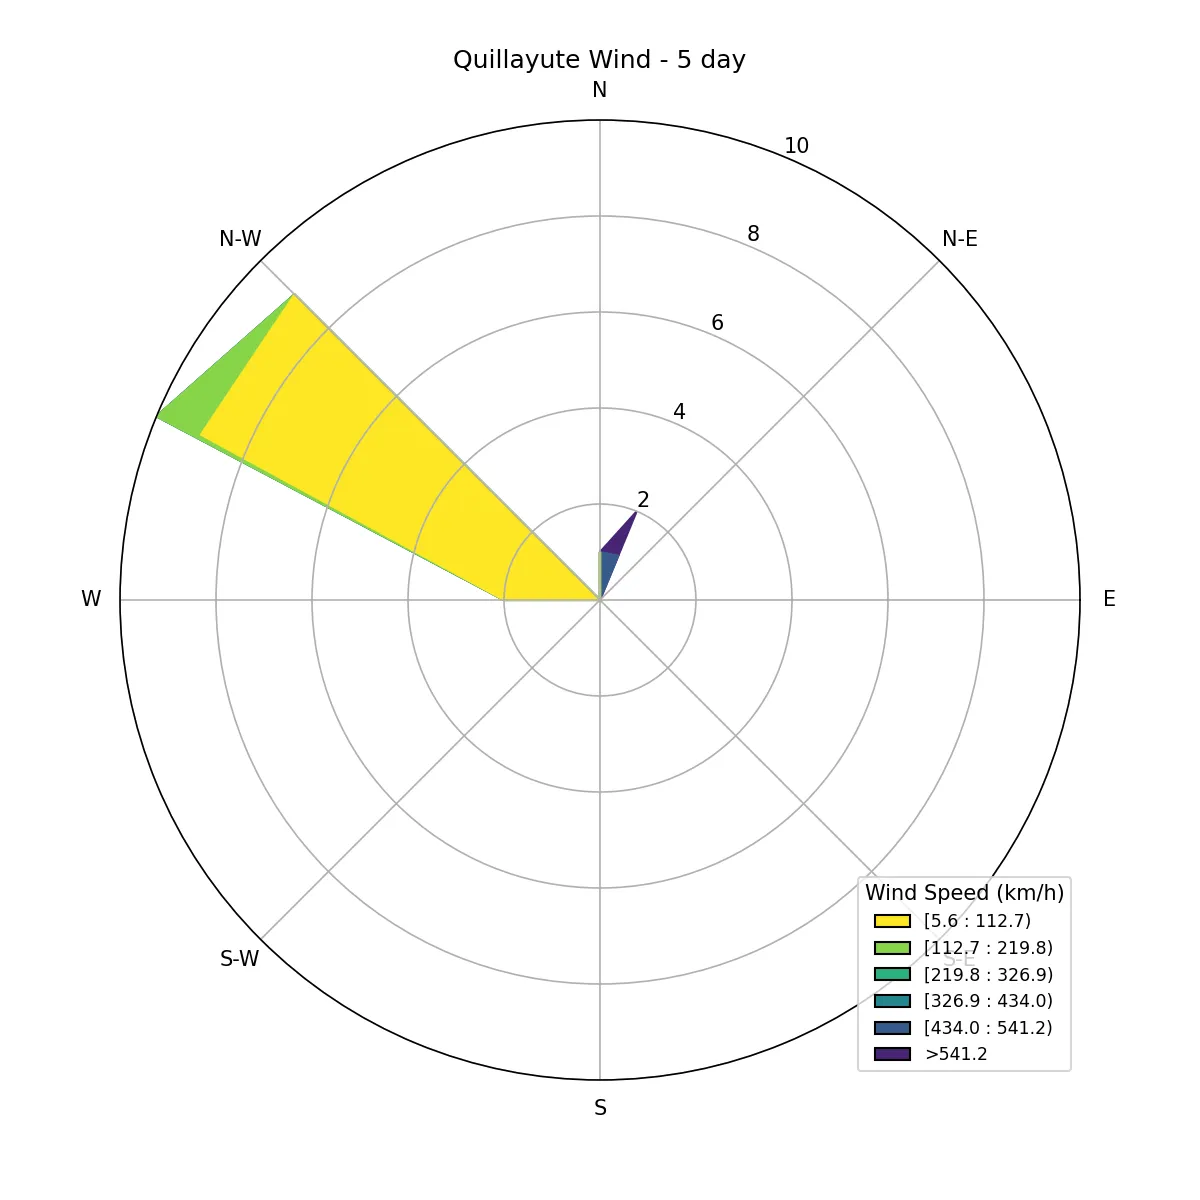 Quillayute Wind - 5 day
N
10
N-W
8
N-E
6
4
2
W
E
Wind Speed (km/h)
[5.6 : 112.7)
[112.7 : 219.8)
S-W
S-E
[219.8 : 326.9)
[326.9 : 434.0)
[434.0 : 541.2)
>541.2
S